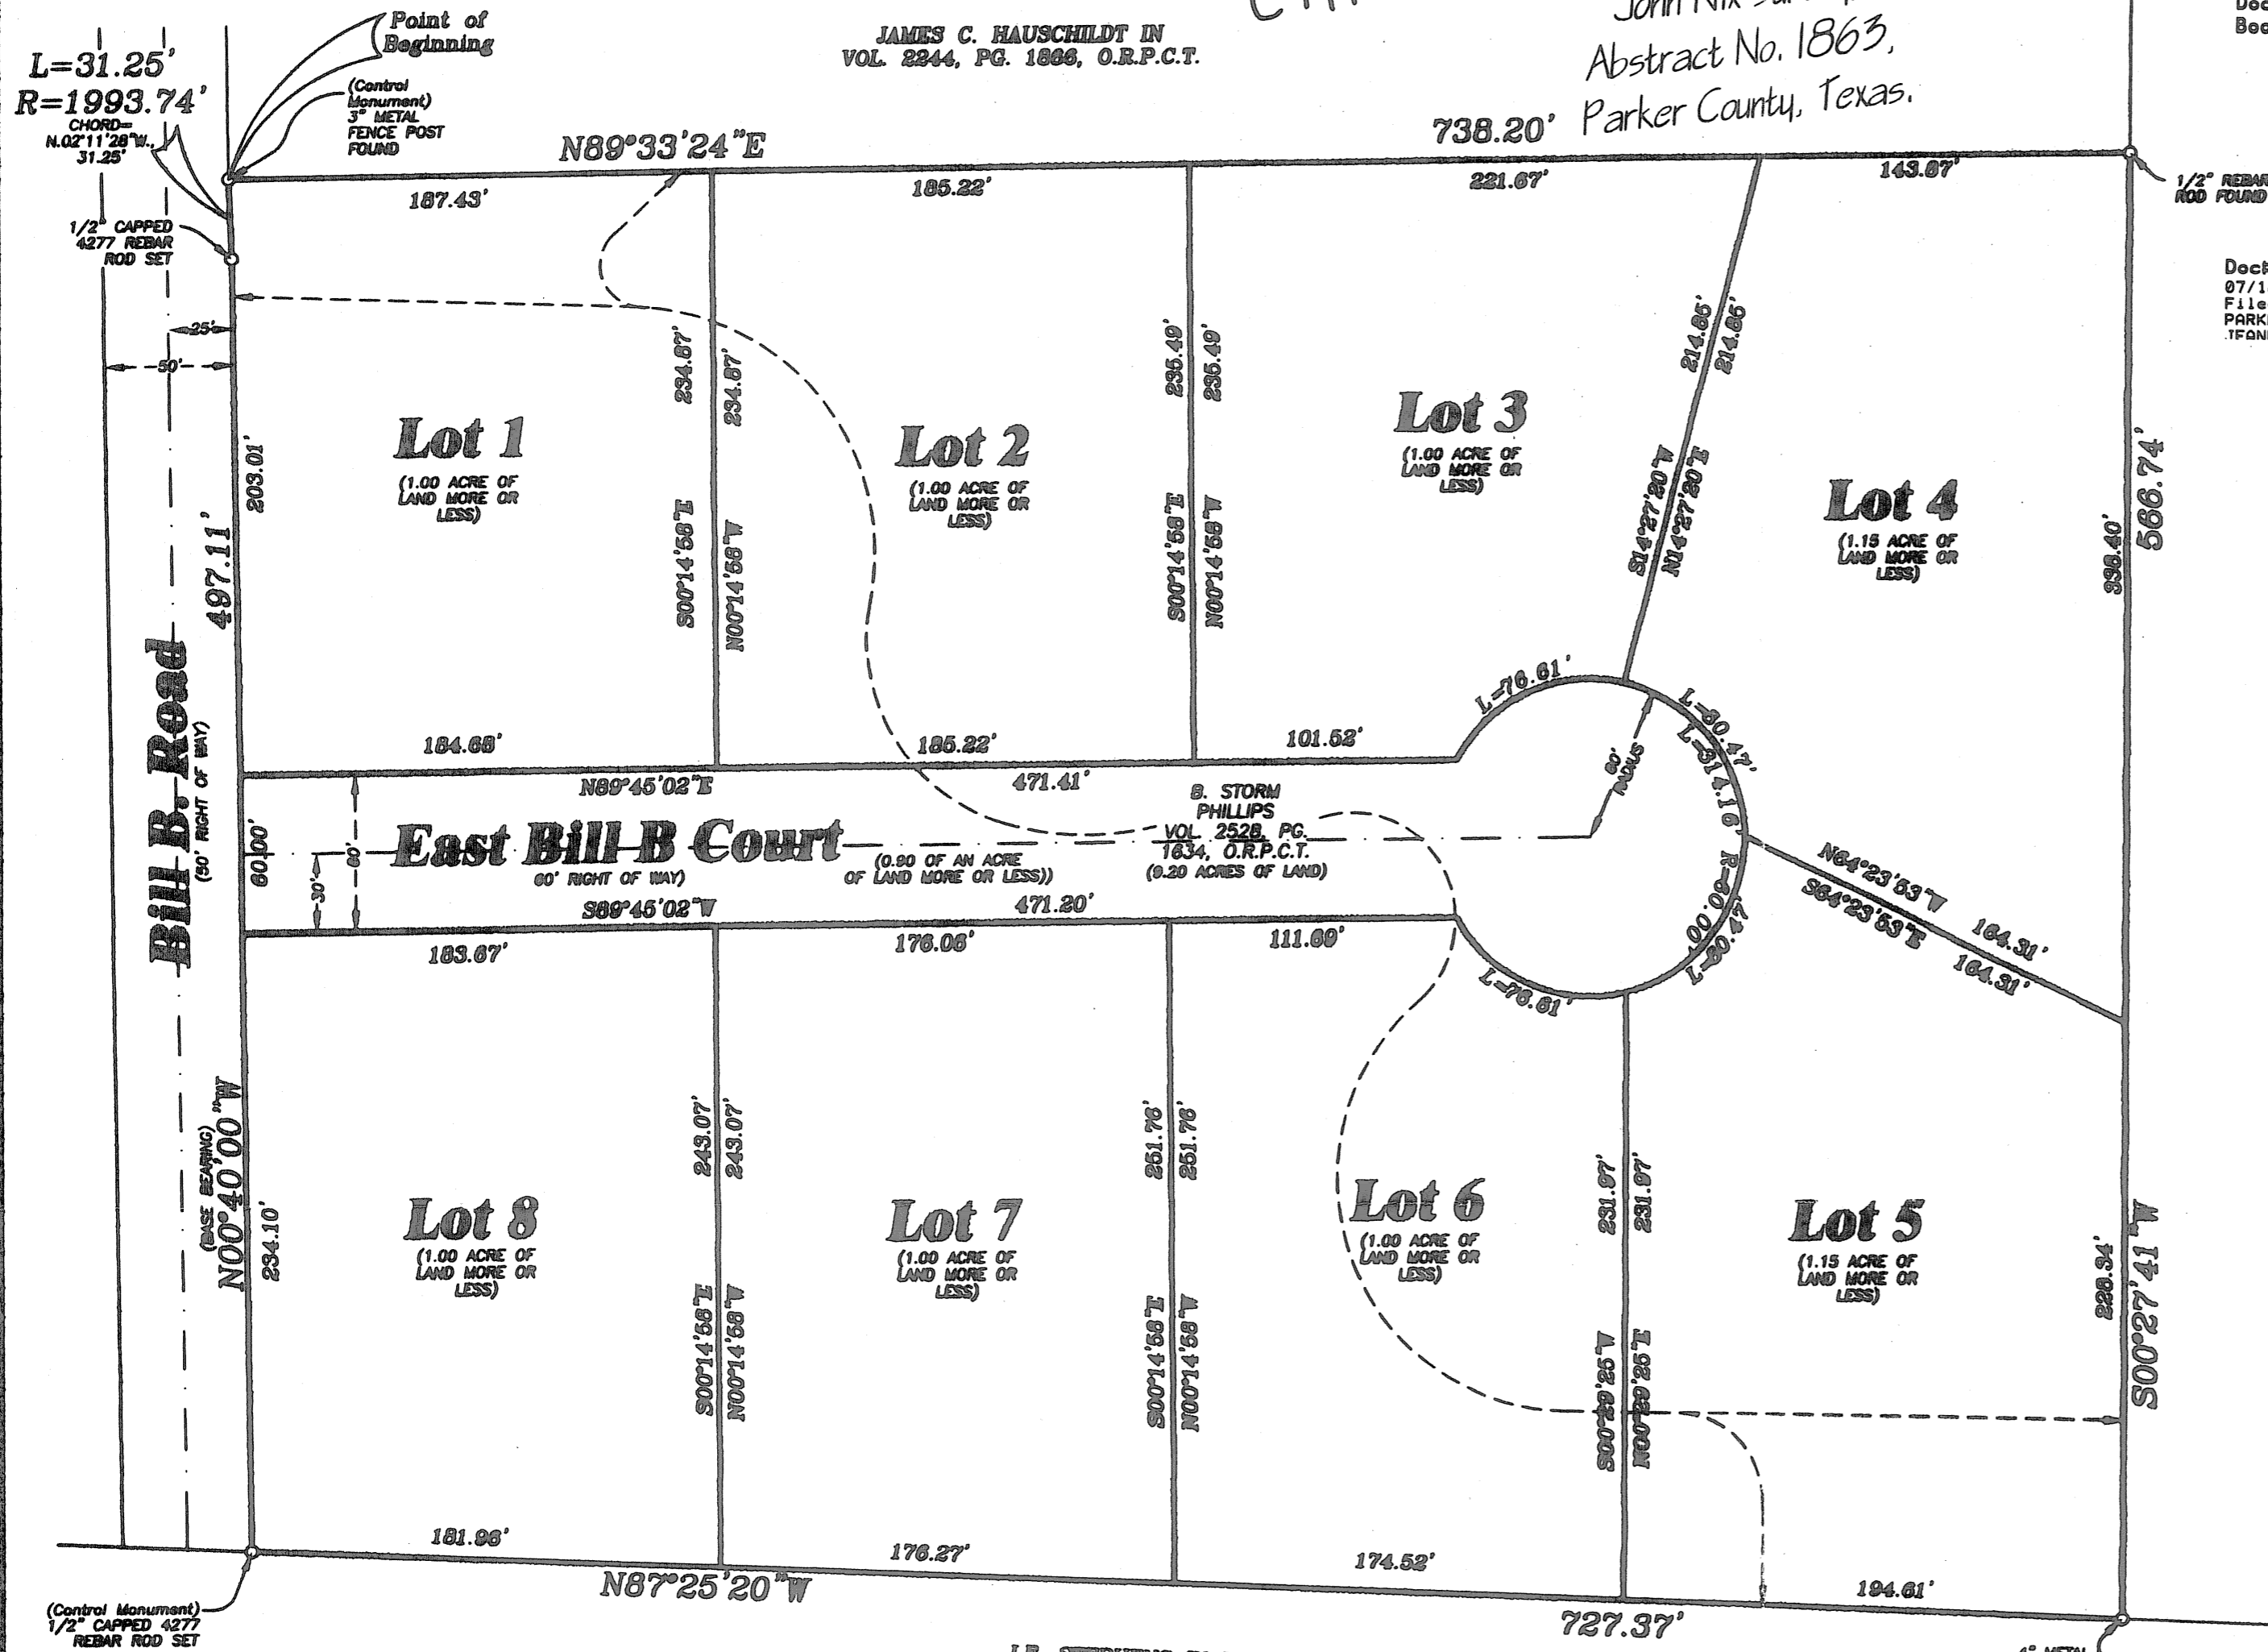 Point of
Beginning
L=31.25'
R=1993.74'
CHORD=
N.02°11'28"W.,
31.25'
(Control
Monument)
3" METAL
FENCE POST
FOUND
1/2" CAPPED
4277 REBAR
ROD SET
JAMES C. HAUSCHILDT IN
VOL. 2244, PG. 1866, O.R.P.C.T.
Abstract No. 1863,
Parker County, Texas.
N89°33'24"E
738.20'
187.43'
185.22'
221.67'
143.87'
1/2" REBAR
ROD FOUND
07/1
File
PARK
25'
50'
203.01'
497.11'
234.87'
234.87'
S00°14'58"E
N00°14'58"W
235.49'
235.49'
S00°14'58"E
N00°14'58"W
214.85'
214.85'
S14°27'20"W
N14°27'20"E
338.40'
566.74'
Lot 1
(1.00 ACRE OF
LAND MORE OR
LESS)
Lot 2
(1.00 ACRE OF
LAND MORE OR
LESS)
Lot 3
(1.00 ACRE OF
LAND MORE OR
LESS)
Lot 4
(1.15 ACRE OF
LAND MORE OR
LESS)
Bill B. Road
(50' RIGHT OF WAY)
184.68'
185.22'
101.52'
L=76.61'
L=80.47'
L=314.16'
R=60.00'
L=80.47'
L=76.61'
60'
RADIUS
N89°45'02"E
471.41'
60.00'
30'
60'
East Bill B Court
60' RIGHT OF WAY)
(0.90 OF AN ACRE
OF LAND MORE OR LESS))
B. STORM
PHILLIPS
VOL. 2528, PG.
1634, O.R.P.C.T.
(9.20 ACRES OF LAND)
S89°45'02"W
471.20'
183.67'
176.06'
111.69'
N64°23'53"W
164.31'
S64°23'53"E
164.31'
N00°40'00"W
(BASE BEARING)
234.10'
243.07'
243.07'
S00°14'58"E
N00°14'58"W
251.76'
251.76'
S00°14'58"E
N00°14'58"W
231.97'
231.97'
S00°29'25"W
N00°29'25"E
228.34'
S00°27'41"W
Lot 8
(1.00 ACRE OF
LAND MORE OR
LESS)
Lot 7
(1.00 ACRE OF
LAND MORE OR
LESS)
Lot 6
(1.00 ACRE OF
LAND MORE OR
LESS)
Lot 5
(1.15 ACRE OF
LAND MORE OR
LESS)
181.96'
176.27'
174.52'
194.61'
N87°25'20"W
727.37'
(Control Monument)
1/2" CAPPED 4277
REBAR ROD SET